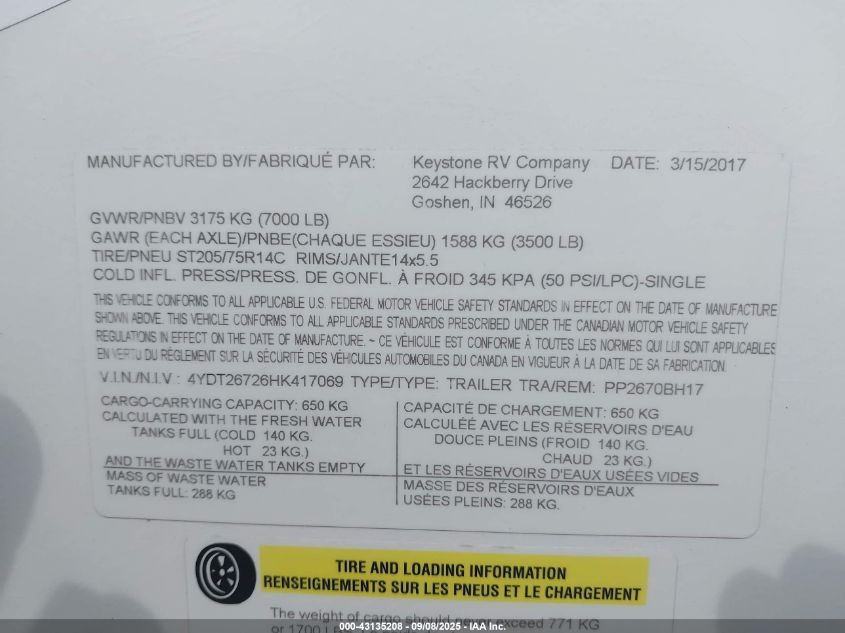 MANUFACTURED BY/FABRIQUÉ PAR: Keystone RV Company DATE: 3/15/2017
2642 Hackberry Drive
Goshen, IN 46526
GVWR/PNBV 3175 KG (7000 LB)
GAWR (EACH AXLE)/PNBE(CHAQUE ESSIEU) 1588 KG (3500 LB)
TIRE/PNEU ST205/75R14C RIMS/JANTE14x5.5
COLD INFL. PRESS/PRESS. DE GONFL. À FROID 345 KPA (50 PSI/LPC)-SINGLE
THIS VEHICLE CONFORMS TO ALL APPLICABLE U.S. FEDERAL MOTOR VEHICLE SAFETY STANDARDS IN EFFECT ON THE DATE OF MANUFACTURE
SHOWN ABOVE. THIS VEHICLE CONFORMS TO ALL APPLICABLE STANDARDS PRESCRIBED UNDER THE CANADIAN MOTOR VEHICLE SAFETY
REGULATIONS IN EFFECT ON THE DATE OF MANUFACTURE. ~ CE VÉHICULE EST CONFORME À TOUTES LES NORMES QUI LUI SONT APPLICABLES
EN VERTU DU RÈGLEMENT SUR LA SÉCURITÉ DES VÉHICULES AUTOMOBILES DU CANADA EN VIGUEUR À LA DATE DE SA FABRICATION.
V.I.N./N.I.V.: 4YDT26726HK417069 TYPE/TYPE: TRAILER TRA/REM: PP2670BH17
CARGO-CARRYING CAPACITY: 650 KG
CALCULATED WITH THE FRESH WATER
TANKS FULL (COLD 140 KG.
HOT 23 KG.)
AND THE WASTE WATER TANKS EMPTY
MASS OF WASTE WATER
TANKS FULL: 288 KG
CAPACITÉ DE CHARGEMENT: 650 KG
CALCULÉE AVEC LES RÉSERVOIRS D'EAU
DOUCE PLEINS (FROID 140 KG.
CHAUD 23 KG.)
ET LES RÉSERVOIRS D'EAUX USÉES VIDES
MASSE DES RÉSERVOIRS D'EAUX
USÉES PLEINS: 288 KG.
TIRE AND LOADING INFORMATION
RENSEIGNEMENTS SUR LES PNEUS ET LE CHARGEMENT
The weight of cargo should never exceed 771 KG
or 1700
000-43135208 - 09/08/2025 - IAA Inc.